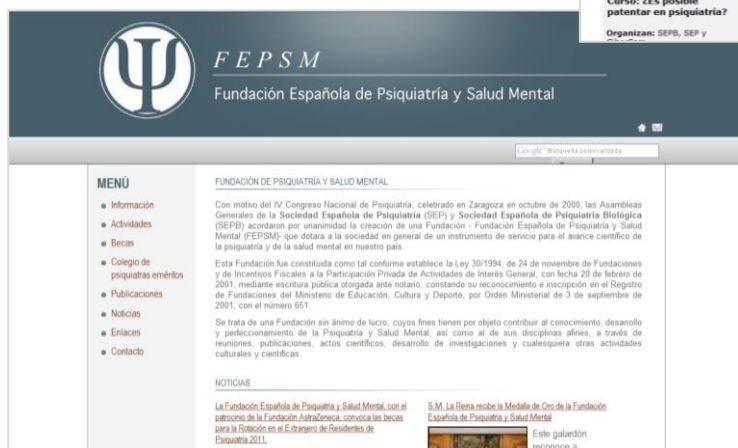 Curso: ¿Es posible
patentar en psiquiatría?
Organizan: SEPB, SEP y
FEPSM
Fundación Española de Psiquiatría y Salud Mental
Google™ Búsqueda personalizada
MENÚ
Información
Actividades
Becas
Colegio de
psiquiatras eméritos
Publicaciones
Noticias
Enlaces
Contacto
FUNDACIÓN DE PSIQUIATRÍA Y SALUD MENTAL
Con motivo del IV Congreso Nacional de Psiquiatría, celebrado en Zaragoza en octubre de 2000, las Asambleas
Generales de la Sociedad Española de Psiquiatría (SEP) y Sociedad Española de Psiquiatría Biológica
(SEPB) acordaron por unanimidad la creación de una Fundación - Fundación Española de Psiquiatría y Salud
Mental (FEPSM)- que dotara a la sociedad en general de un instrumento de servicio para el avance científico de
la psiquiatría y de la salud mental en nuestro país.
Esta Fundación fue constituida como tal conforme establece la Ley 30/1994, de 24 de noviembre de Fundaciones
y de Incentivos Fiscales a la Participación Privada de Actividades de Interés General, con fecha 20 de febrero de
2001, mediante escritura pública otorgada ante notario, constando su reconocimiento e inscripción en el Registro
de Fundaciones del Ministerio de Educación, Cultura y Deporte, por Orden Ministerial de 3 de septiembre de
2001, con el número 651.
Se trata de una Fundación sin ánimo de lucro, cuyos fines tienen por objeto contribuir al conocimiento, desarrollo
y perfeccionamiento de la Psiquiatría y Salud Mental, así como al de sus disciplinas afines, a través de
reuniones, publicaciones, actos científicos, desarrollo de investigaciones y cualesquiera otras actividades
culturales y científicas.
NOTICIAS
La Fundación Española de Psiquiatría y Salud Mental, con el
patrocinio de la Fundación AstraZeneca, convoca las becas
para la Rotación en el Extranjero de Residentes de
Psiquiatría 2011.
S.M. La Reina recibe la Medalla de Oro de la Fundación
Española de Psiquiatría y Salud Mental
Este galardón
reconoce a